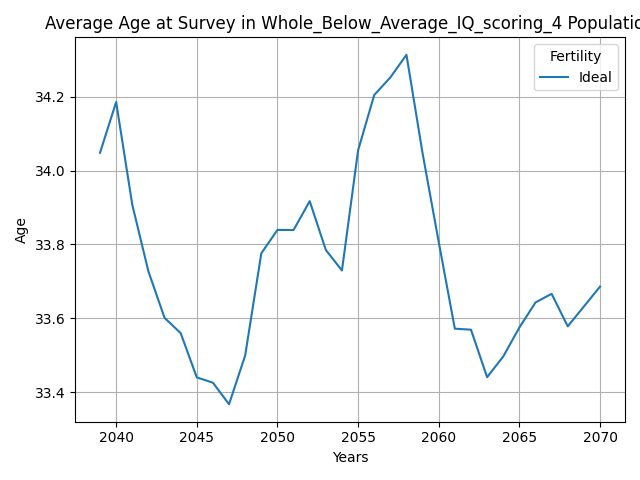 Average Age at Survey in Whole_Below_Average_IQ_scoring_4 Populatio
Fertility
Ideal
34.2
34.0
33.8
33.6
33.4
Age
2040 2045 2050 2055 2060 2065 2070
Years